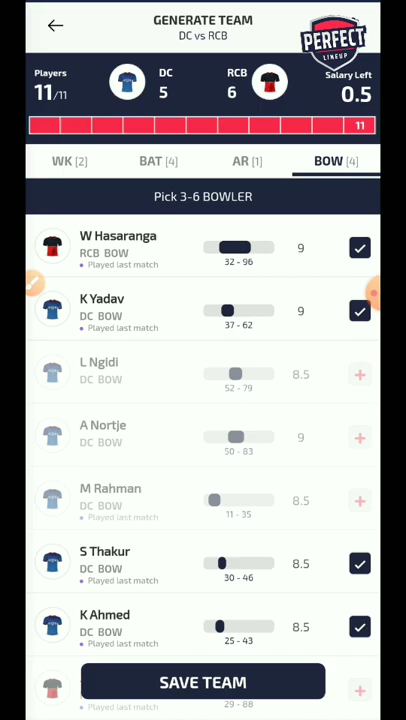 GENERATE TEAM
DC vs RCB
PERFECT
LINEUP
Players
11/11
DC
5
RCB
6
Salary Left
0.5
11
WK [2]
BAT [4]
AR [1]
BOW [4]
Pick 3-6 BOWLER
W Hasaranga
RCB BOW
Played last match
32 - 96
9
K Yadav
DC BOW
Played last match
37 - 62
9
L Ngidi
DC BOW
52 - 79
8.5
A Nortje
DC BOW
50 - 83
9
M Rahman
DC BOW
Played last match
11 - 35
8.5
S Thakur
DC BOW
Played last match
30 - 46
8.5
K Ahmed
DC BOW
Played last match
25 - 43
8.5
SAVE TEAM
Played last match
29 - 88